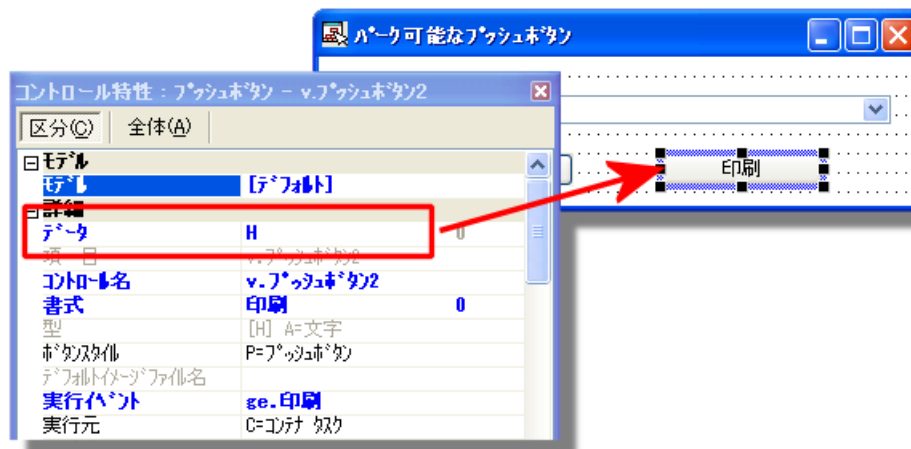 ﾊﾟｰｸ可能なﾌﾟｯｼｭﾎﾞﾀﾝ
コントロール特性：ﾌﾟｯｼｭﾎﾞﾀﾝ - v.ﾌﾟｯｼｭﾎﾞﾀﾝ2
区分(C) 全体(A)
ﾓﾃﾞﾙ
ﾓﾃﾞﾙ [ﾃﾞﾌｫﾙﾄ]
詳細
ﾃﾞｰﾀ H 0
項 目 v.ﾌﾟｯｼｭﾎﾞﾀﾝ2
ｺﾝﾄﾛｰﾙ名 v.ﾌﾟｯｼｭﾎﾞﾀﾝ2
書式 印刷 0
型 [H] A=文字
ﾎﾞﾀﾝｽﾀｲﾙ P=ﾌﾟｯｼｭﾎﾞﾀﾝ
ﾃﾞﾌｫﾙﾄｲﾒｰｼﾞﾌｧｲﾙ名
実行ｲﾍﾞﾝﾄ ge.印刷
実行元 C=ｺﾝﾃﾅ ﾀｽｸ
印刷